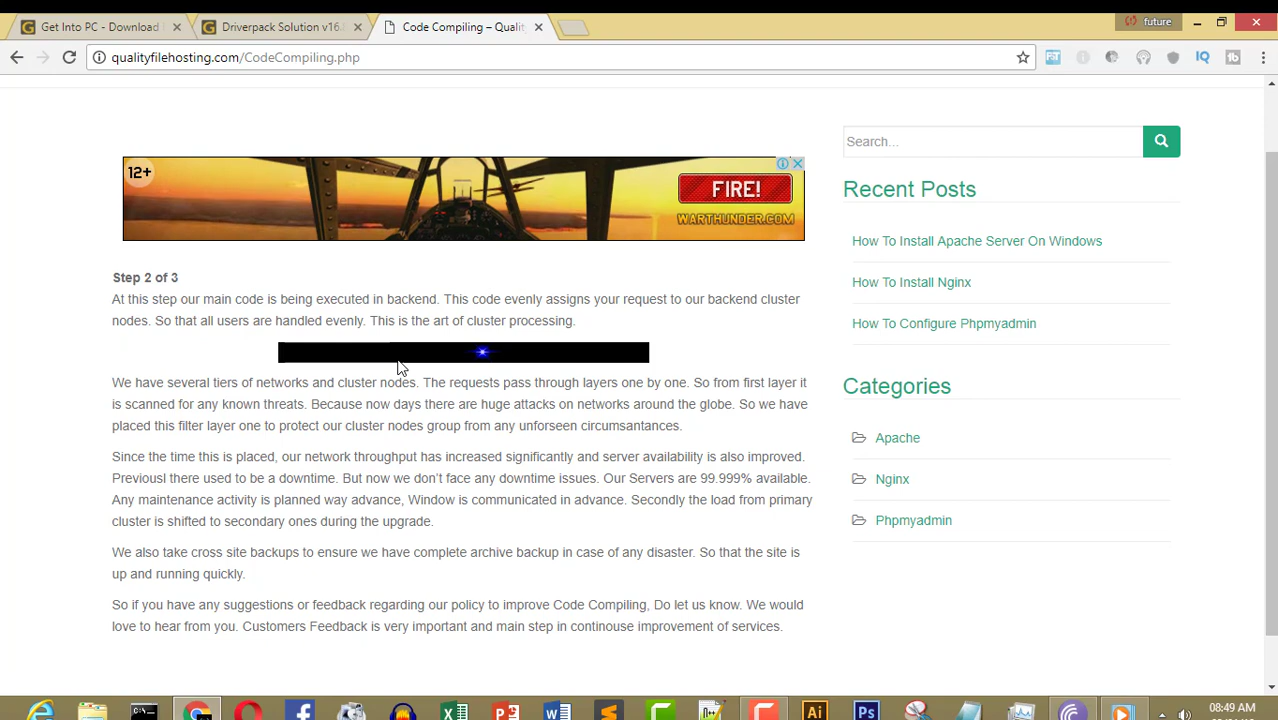 Get Into PC - Download
Driverpack Solution v16.
Code Compiling – Quality
future
qualityfilehosting.com/CodeCompiling.php
12+
FIRE!
WARTHUNDER.COM
Search...
Recent Posts
How To Install Apache Server On Windows
How To Install Nginx
How To Configure Phpmyadmin
Categories
Apache
Nginx
Phpmyadmin
Step 2 of 3
At this step our main code is being executed in backend. This code evenly assigns your request to our backend cluster
nodes. So that all users are handled evenly. This is the art of cluster processing.
We have several tiers of networks and cluster nodes. The requests pass through layers one by one. So from first layer it
is scanned for any known threats. Because now days there are huge attacks on networks around the globe. So we have
placed this filter layer one to protect our cluster nodes group from any unforseen circumsantances.
Since the time this is placed, our network throughput has increased significantly and server availability is also improved.
Previousl there used to be a downtime. But now we don't face any downtime issues. Our Servers are 99.999% available.
Any maintenance activity is planned way advance, Window is communicated in advance. Secondly the load from primary
cluster is shifted to secondary ones during the upgrade.
We also take cross site backups to ensure we have complete archive backup in case of any disaster. So that the site is
up and running quickly.
So if you have any suggestions or feedback regarding our policy to improve Code Compiling, Do let us know. We would
love to hear from you. Customers Feedback is very important and main step in continouse improvement of services.
08:49 AM